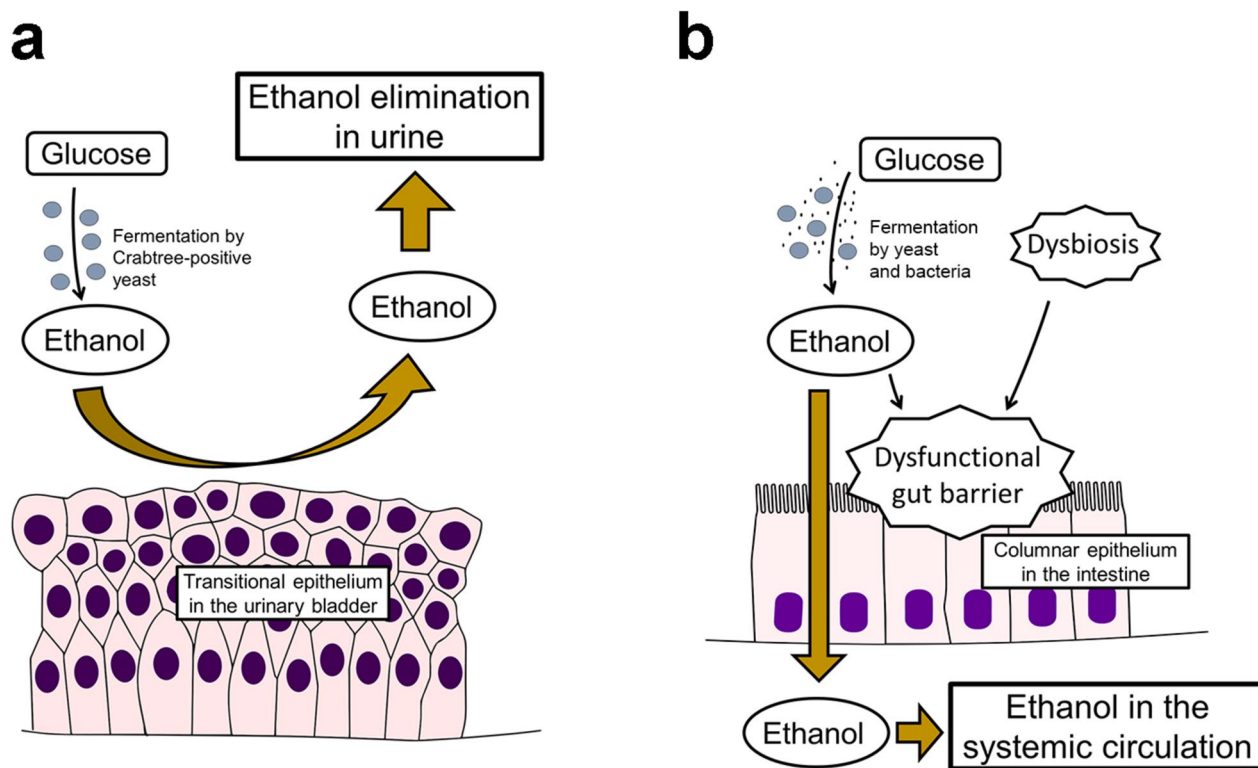 a
Ethanol elimination
in urine
Glucose
Fermentation by
Crabtree-positive
yeast
Ethanol
Ethanol
Transitional epithelium
in the urinary bladder
b
Glucose
Fermentation
by yeast
and bacteria
Dysbiosis
Ethanol
Dysfunctional
gut barrier
Columnar epithelium
in the intestine
Ethanol
Ethanol in the
systemic circulation